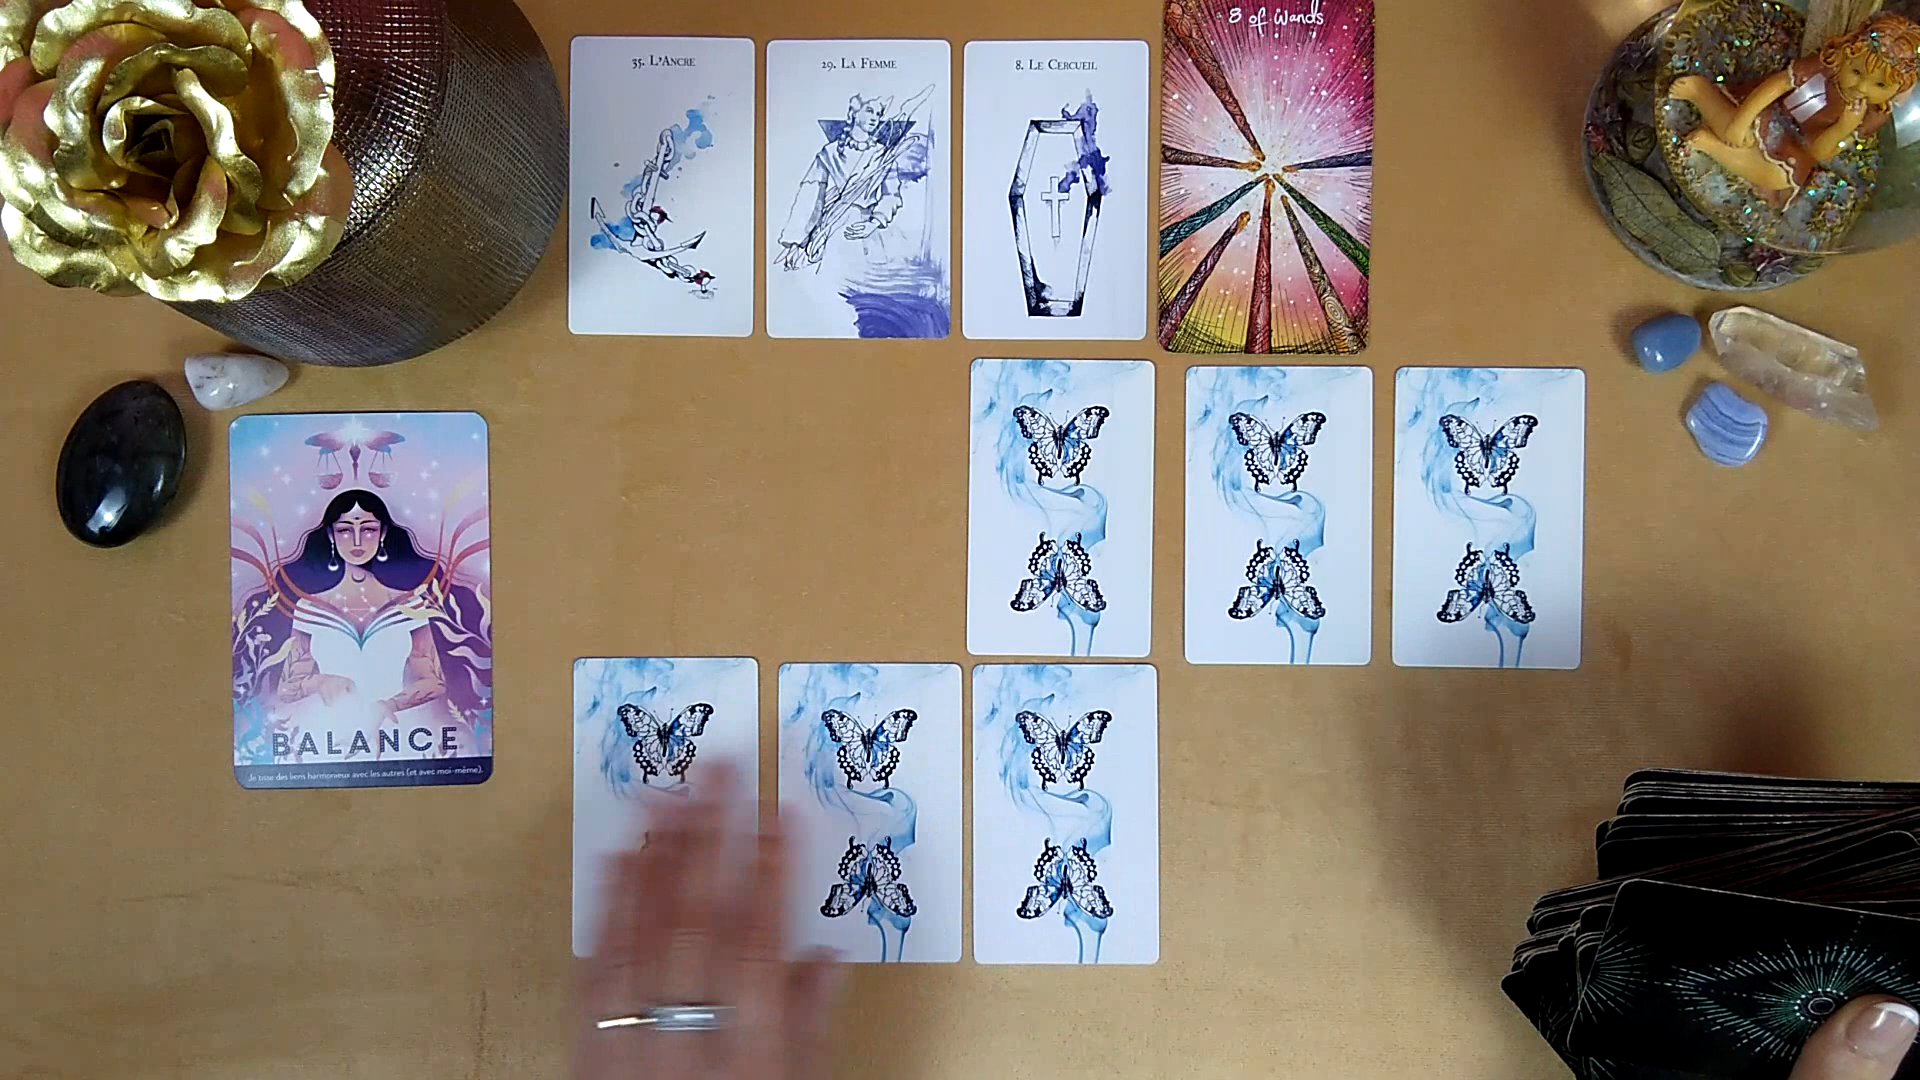 35. L'Ancre
29. La Femme
8. Le Cercueil
8 of Wands
BALANCE
Je tisse des liens harmonieux avec les autres (et avec moi-même).